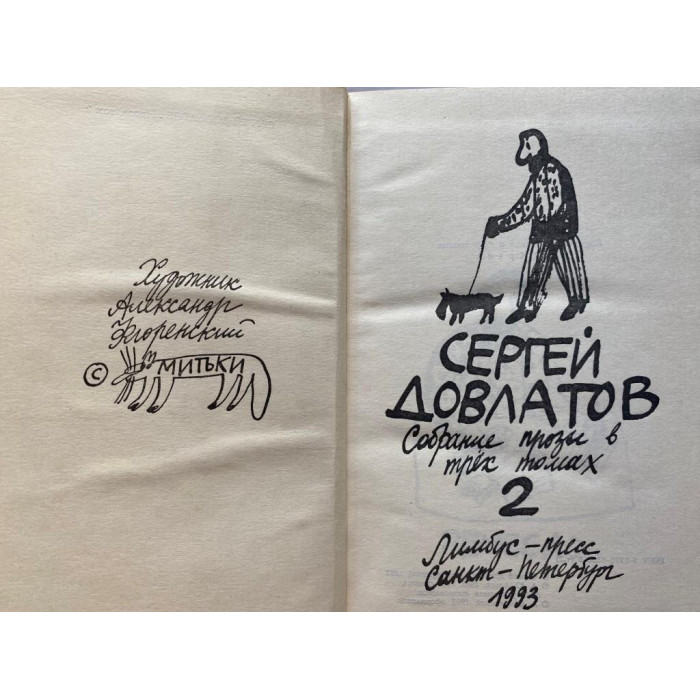 Художник
Александр
Флоренский
© МИТЬКИ
СЕРГЕЙ
ДОВЛАТОВ
Собрание прозы в
трёх томах
2
Лимбус-пресс
Санкт-Петербург
1993